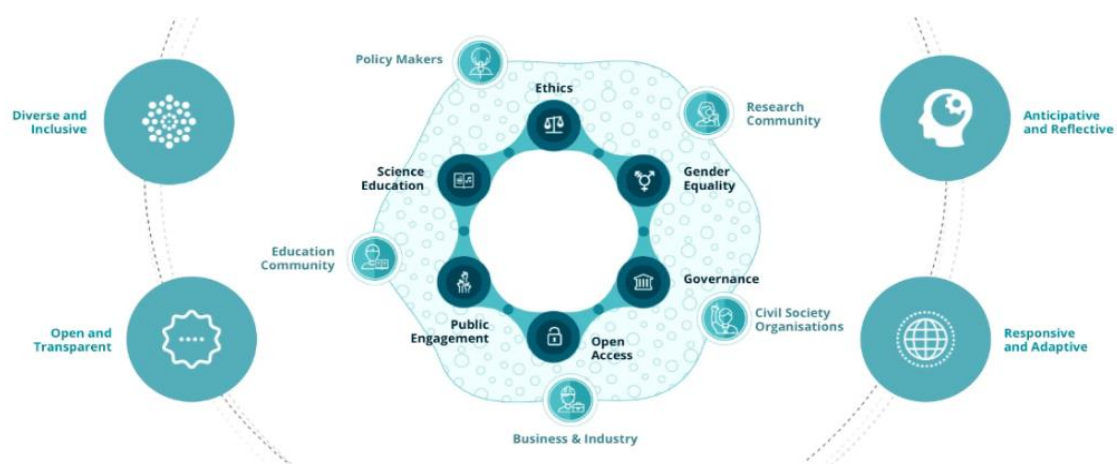 Policy Makers
Ethics
Diverse and
Inclusive
Research
Community
Anticipative
and Reflective
Science
Education
Gender
Equality
Education
Community
Governance
Civil Society
Organisations
Open and
Transparent
Public
Engagement
Open
Access
Responsive
and Adaptive
Business & Industry